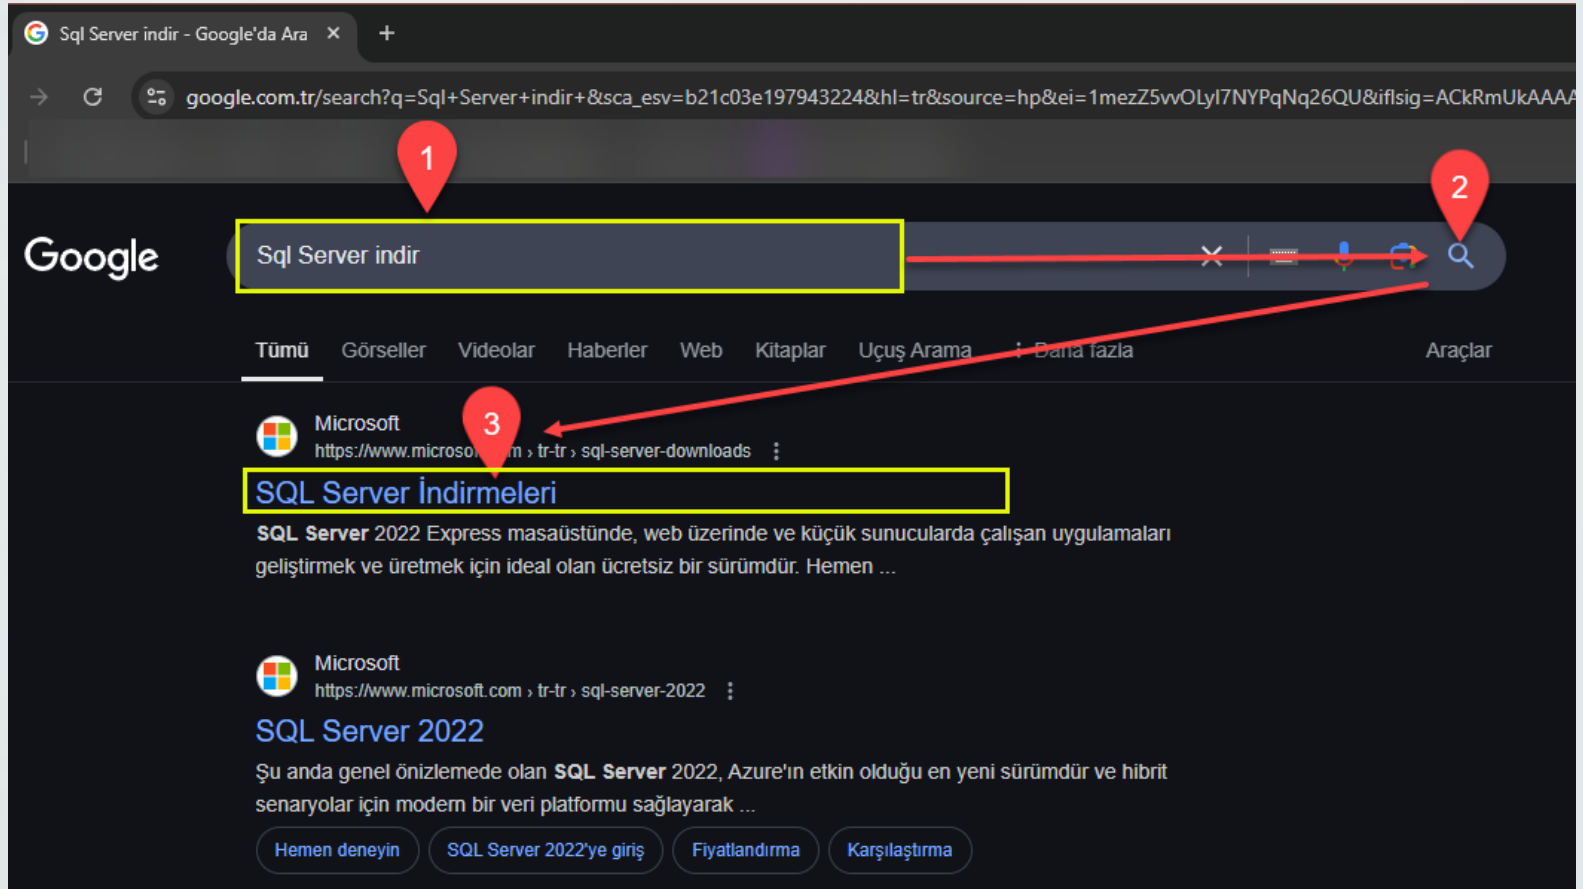 Sql Server indir - Google'da Ara
google.com.tr/search?q=Sql+Server+indir+&sca_esv=b21c03e197943224&hl=tr&source=hp&ei=1mezZ5vvOLyI7NYPqNq26QU&iflsig=ACkRmUkAAAA
1
2
Google
Sql Server indir
Tümü Görseller Videolar Haberler Web Kitaplar Uçuş Arama Daha fazla Araçlar
Microsoft
3
https://www.microsoft.com › tr-tr › sql-server-downloads
SQL Server İndirmeleri
SQL Server 2022 Express masaüstünde, web üzerinde ve küçük sunucularda çalışan uygulamaları
geliştirmek ve üretmek için ideal olan ücretsiz bir sürümdür. Hemen ...
Microsoft
https://www.microsoft.com › tr-tr › sql-server-2022
SQL Server 2022
Şu anda genel önizlemede olan SQL Server 2022, Azure'ın etkin olduğu en yeni sürümdür ve hibrit
senaryolar için modern bir veri platformu sağlayarak ...
Hemen deneyin SQL Server 2022'ye giriş Fiyatlandırma Karşılaştırma